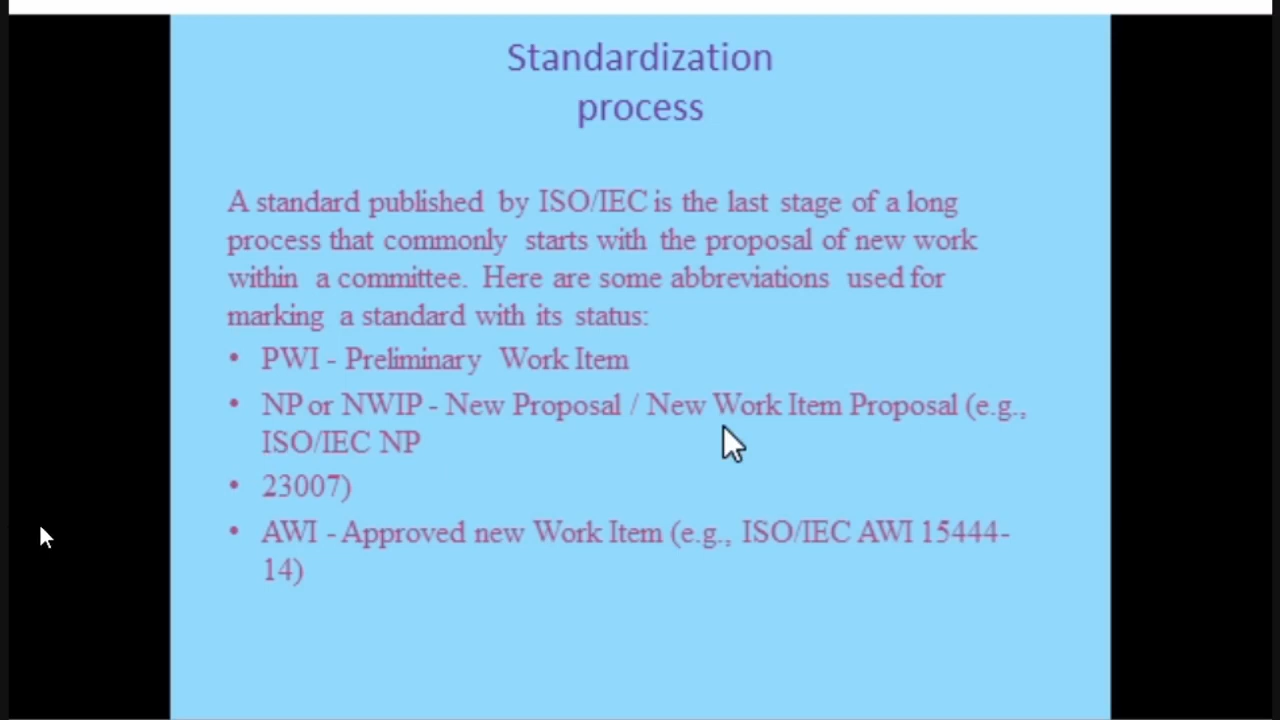 Standardization
process
A standard published by ISO/IEC is the last stage of a long
process that commonly starts with the proposal of new work
within a committee. Here are some abbreviations used for
marking a standard with its status:
• PWI - Preliminary Work Item
• NP or NWIP - New Proposal / New Work Item Proposal (e.g.,
ISO/IEC NP
• 23007)
• AWI - Approved new Work Item (e.g., ISO/IEC AWI 15444-
14)